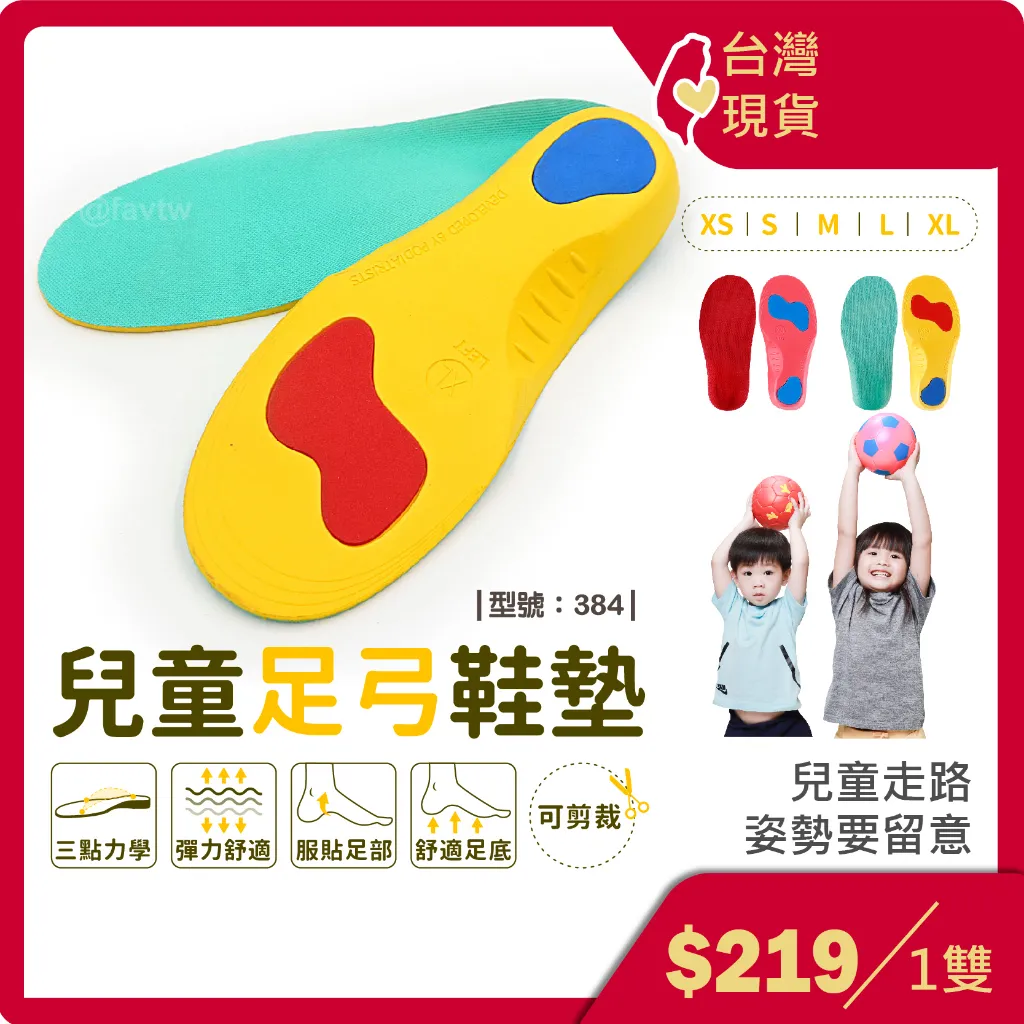 台灣
現貨
@favtw
XS｜S｜M｜L｜XL
DEVELOPED BY PODIATRISTS
|型號：384|
兒童足弓鞋墊
三點力學
彈力舒適
服貼足部
舒適足底
可剪裁
兒童走路
姿勢要留意
$219/1雙